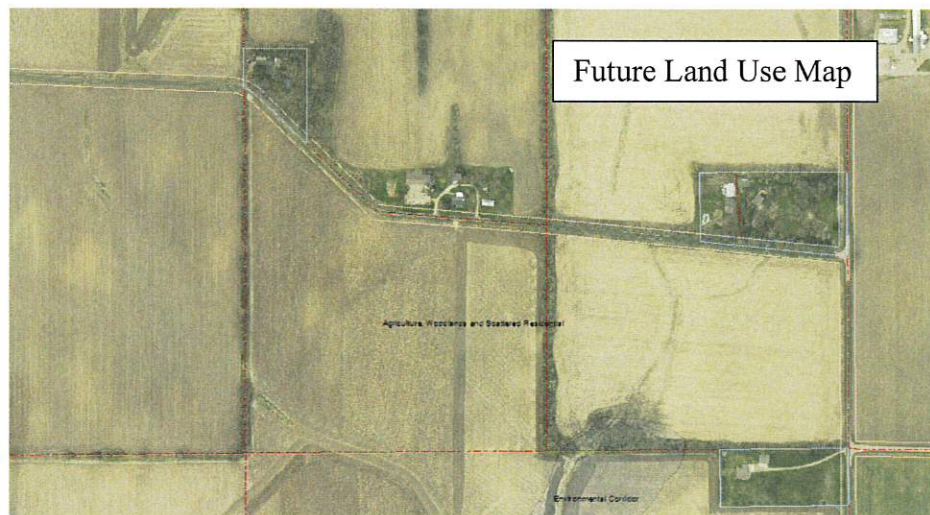 Future Land Use Map
Agriculture, Woodlands and Scattered Residential
Environmental Corridor